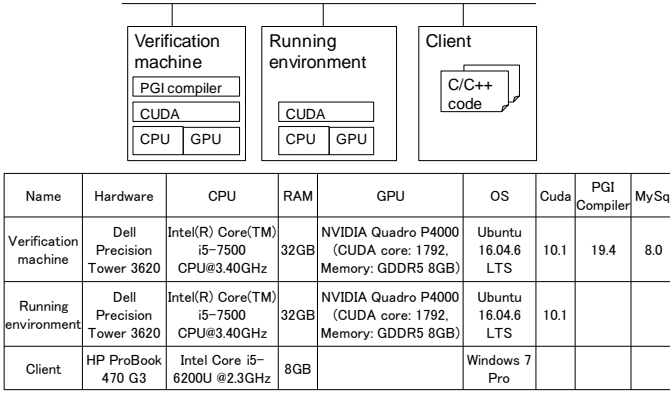 Verification
machine
PGI compiler
CUDA
CPU GPU
Running
environment
CUDA
CPU GPU
Client
C/C++
code
Name Hardware CPU RAM GPU OS Cuda PGI Compiler MySq
Verification machine Dell Precision Tower 3620 Intel(R) Core(TM) i5-7500 CPU@3.40GHz 32GB NVIDIA Quadro P4000 (CUDA core: 1792, Memory: GDDR5 8GB) Ubuntu 16.04.6 LTS 10.1 19.4 8.0
Running environment Dell Precision Tower 3620 Intel(R) Core(TM) i5-7500 CPU@3.40GHz 32GB NVIDIA Quadro P4000 (CUDA core: 1792, Memory: GDDR5 8GB) Ubuntu 16.04.6 LTS 10.1
Client HP ProBook 470 G3 Intel Core i5-6200U @2.3GHz 8GB Windows 7 Pro